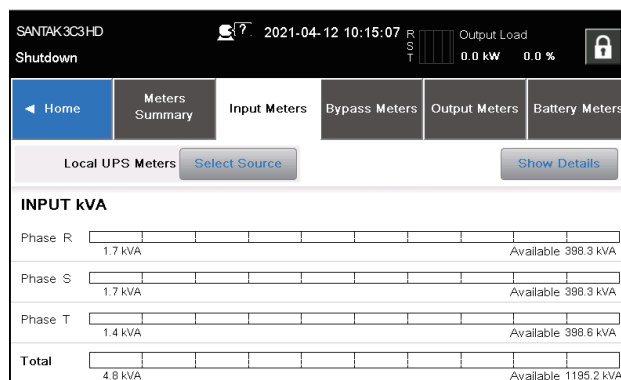 SANTAK 3C3 HD
Shutdown
? 2021-04-12 10:15:07
R
S
T
Output Load
0.0 kW 0.0 %
Home
Meters
Summary
Input Meters
Bypass Meters
Output Meters
Battery Meters
Local UPS Meters
Select Source
Show Details
INPUT kVA
Phase R
1.7 kVA Available 398.3 kVA
Phase S
1.7 kVA Available 398.3 kVA
Phase T
1.4 kVA Available 398.6 kVA
Total
4.8 kVA Available 1195.2 kVA